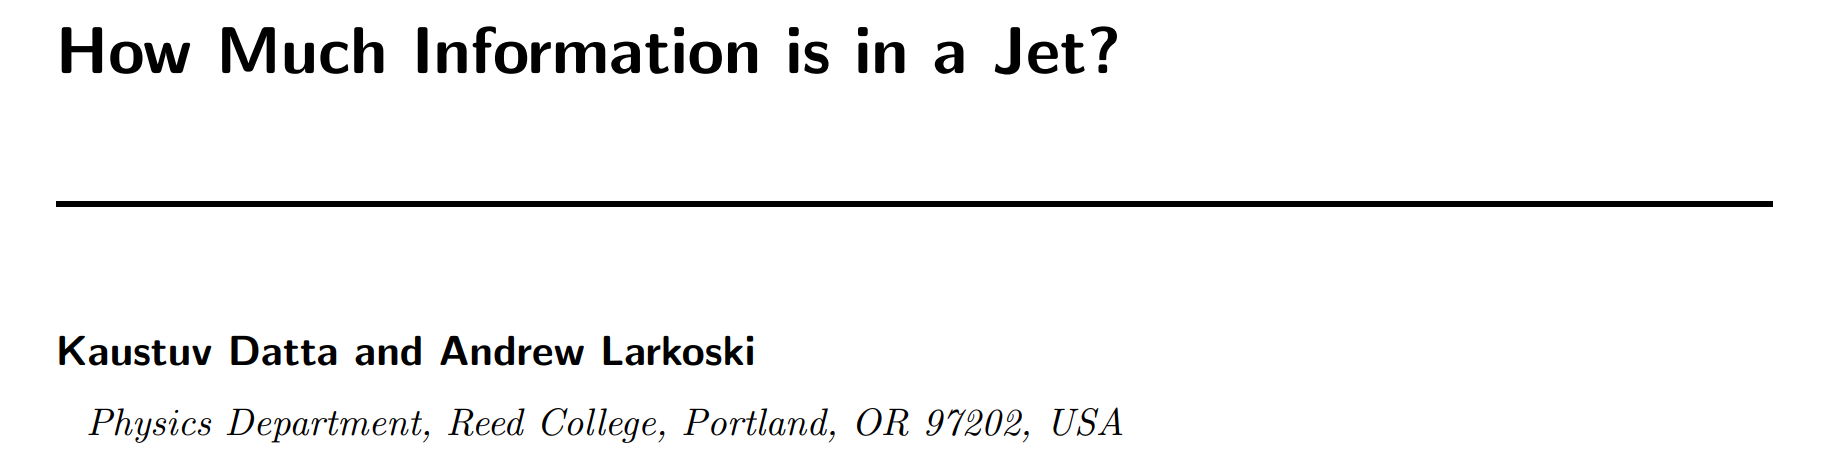 How Much Information is in a Jet?
Kaustuv Datta and Andrew Larkoski
Physics Department, Reed College, Portland, OR 97202, USA